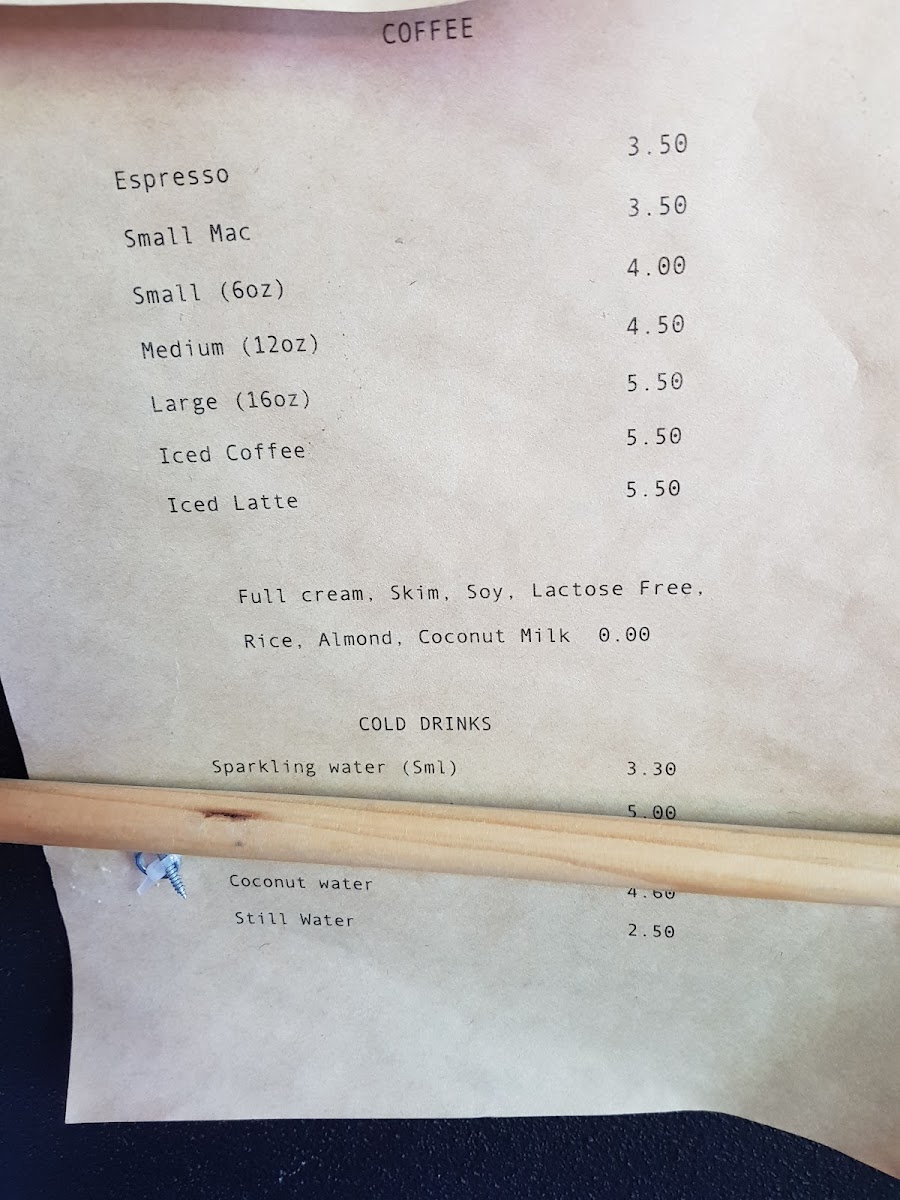 COFFEE
Espresso 3.50
Small Mac 3.50
Small (6oz) 4.00
Medium (12oz) 4.50
Large (16oz) 5.50
Iced Coffee 5.50
Iced Latte 5.50
Full cream, Skim, Soy, Lactose Free,
Rice, Almond, Coconut Milk 0.00
COLD DRINKS
Sparkling water (Sml) 3.30
5.00
Coconut water 4.60
Still Water 2.50